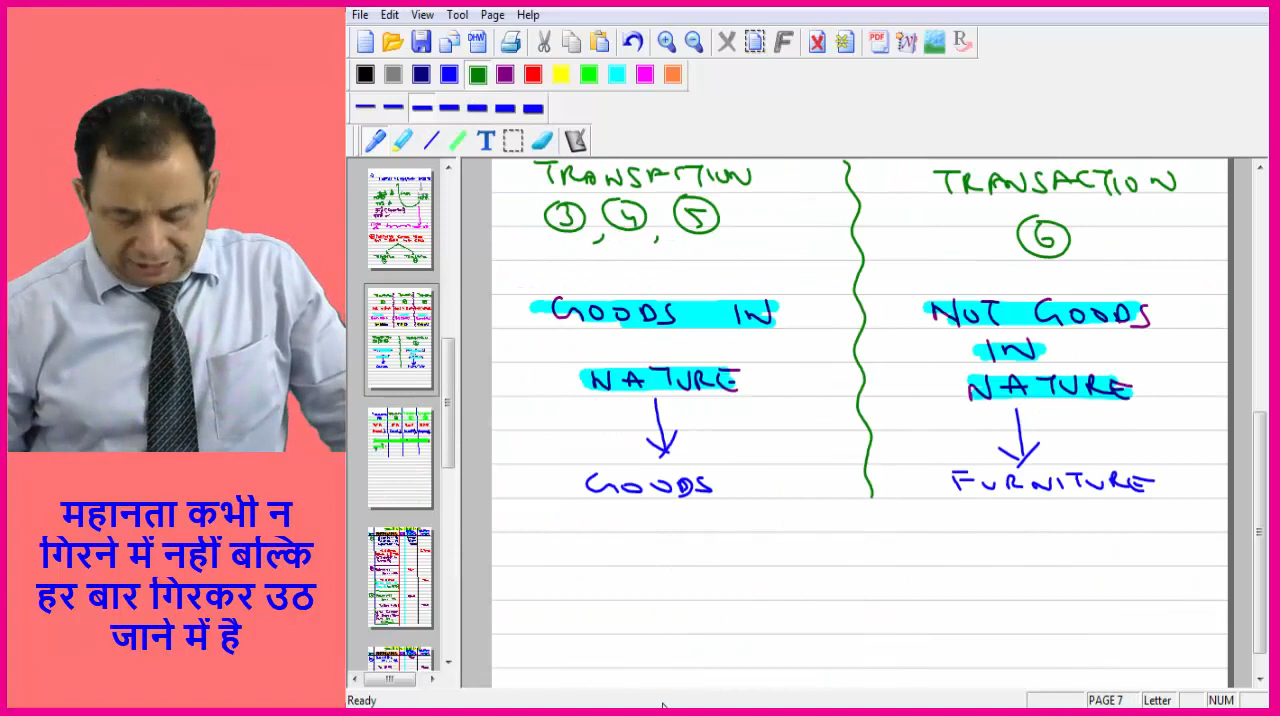 File Edit View Tool Page Help
TRANSACTION
3, 4, 5
GOODS IN
NATURE
GOODS
TRANSACTION
6
NOT GOODS
IN
NATURE
FURNITURE
महानता कभी न
गिरने में नहीं बल्कि
हर बार गिरकर उठ
जाने में है
Ready PAGE 7 Letter NUM